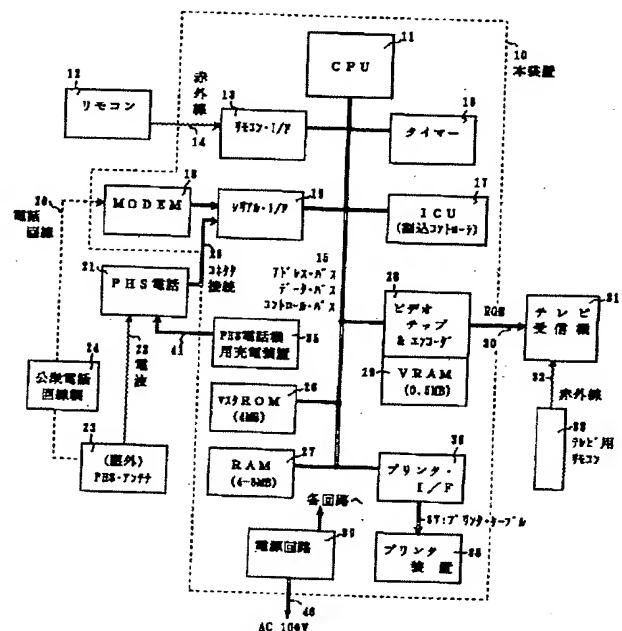 11
CPU
10
本装置
12
リモコン
赤外線
13
リモコン・I/F
14
タイマー
MODEM
シリアル・I/F
17
ICU
(割込コントローラ)
20
電話
回線
21
PHS電話
コネクタ
接続
15
アドレス・バス
データ・バス
コントロール・バス
28
ビデオ
チップ
&エンコーダ
RGB
30
31
テレビ
受信機
29
VRAM
(0.5MB)
22
電波
41
PHS電話機
用充電装置
24
公衆電話
回線網
32
赤外線
33
テレビ用
リモコン
26
マスタROM
(4MB)
23
(屋外)
PHS・アンテナ
27
RAM
(4-8MB)
36
プリンタ・
I/F
各回路へ
37:プリンタ・ケーブル
39
電源回路
プリンタ
装置
40
AC 100V